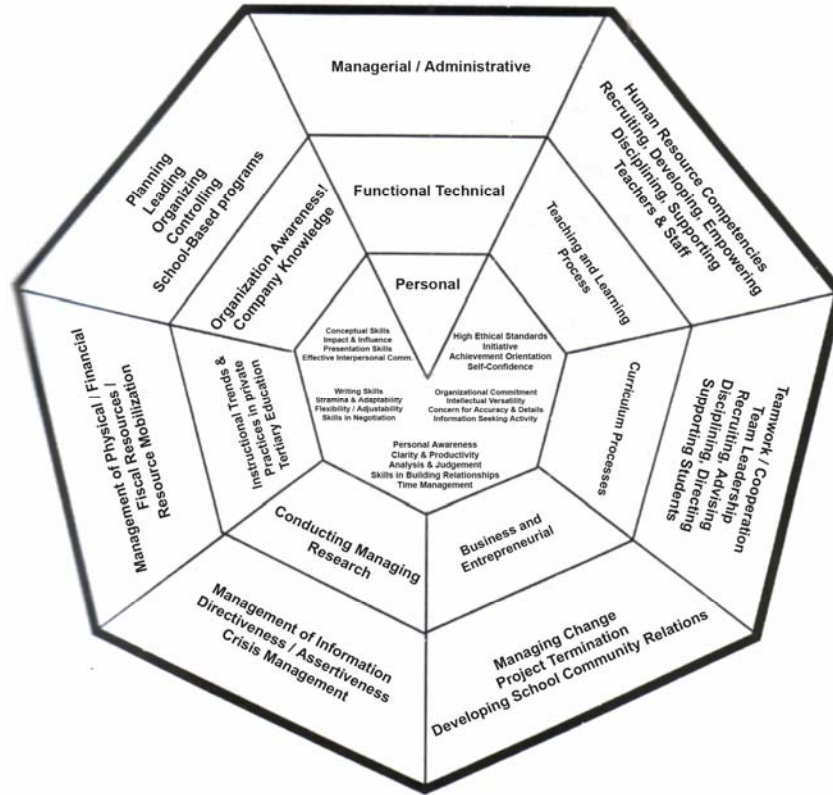 Managerial / Administrative
Functional Technical
Personal
Human Resource Competencies
Recruiting, Developing, Empowering
Disciplining, Supporting
Teachers & Staff
Teaching and Learning
Process
Planning
Leading
Organizing
Controlling
School-Based programs
Organization Awareness!
Company Knowledge
Conceptual Skills
Impact & Influence
Presentation Skills
Effective Interpersonal Comm.
High Ethical Standards
Initiative
Achievement Orientation
Self-Confidence
Writing Skills
Stramina & Adaptability
Flexibility / Adjustability
Skills in Negotiation
Organizational Commitment
Intellectual Versatility
Concern for Accuracy & Details
Information Seeking Activity
Personal Awareness
Clarity & Productivity
Analysis & Judgement
Skills in Building Relationships
Time Management
Management of Physical / Financial
Fiscal Resources /
Resource Mobilization
Instructional Trends &
Practices in private
Tertiary Education
Curriculum Processes
Teamwork / Cooperation
Team Leadership
Recruiting, Advising
Disciplining, Directing
Supporting Students
Conducting Managing
Research
Business and
Entrepreneurial
Management of Information
Directiveness / Assertiveness
Crisis Management
Managing Change
Project Termination
Developing School Community Relations